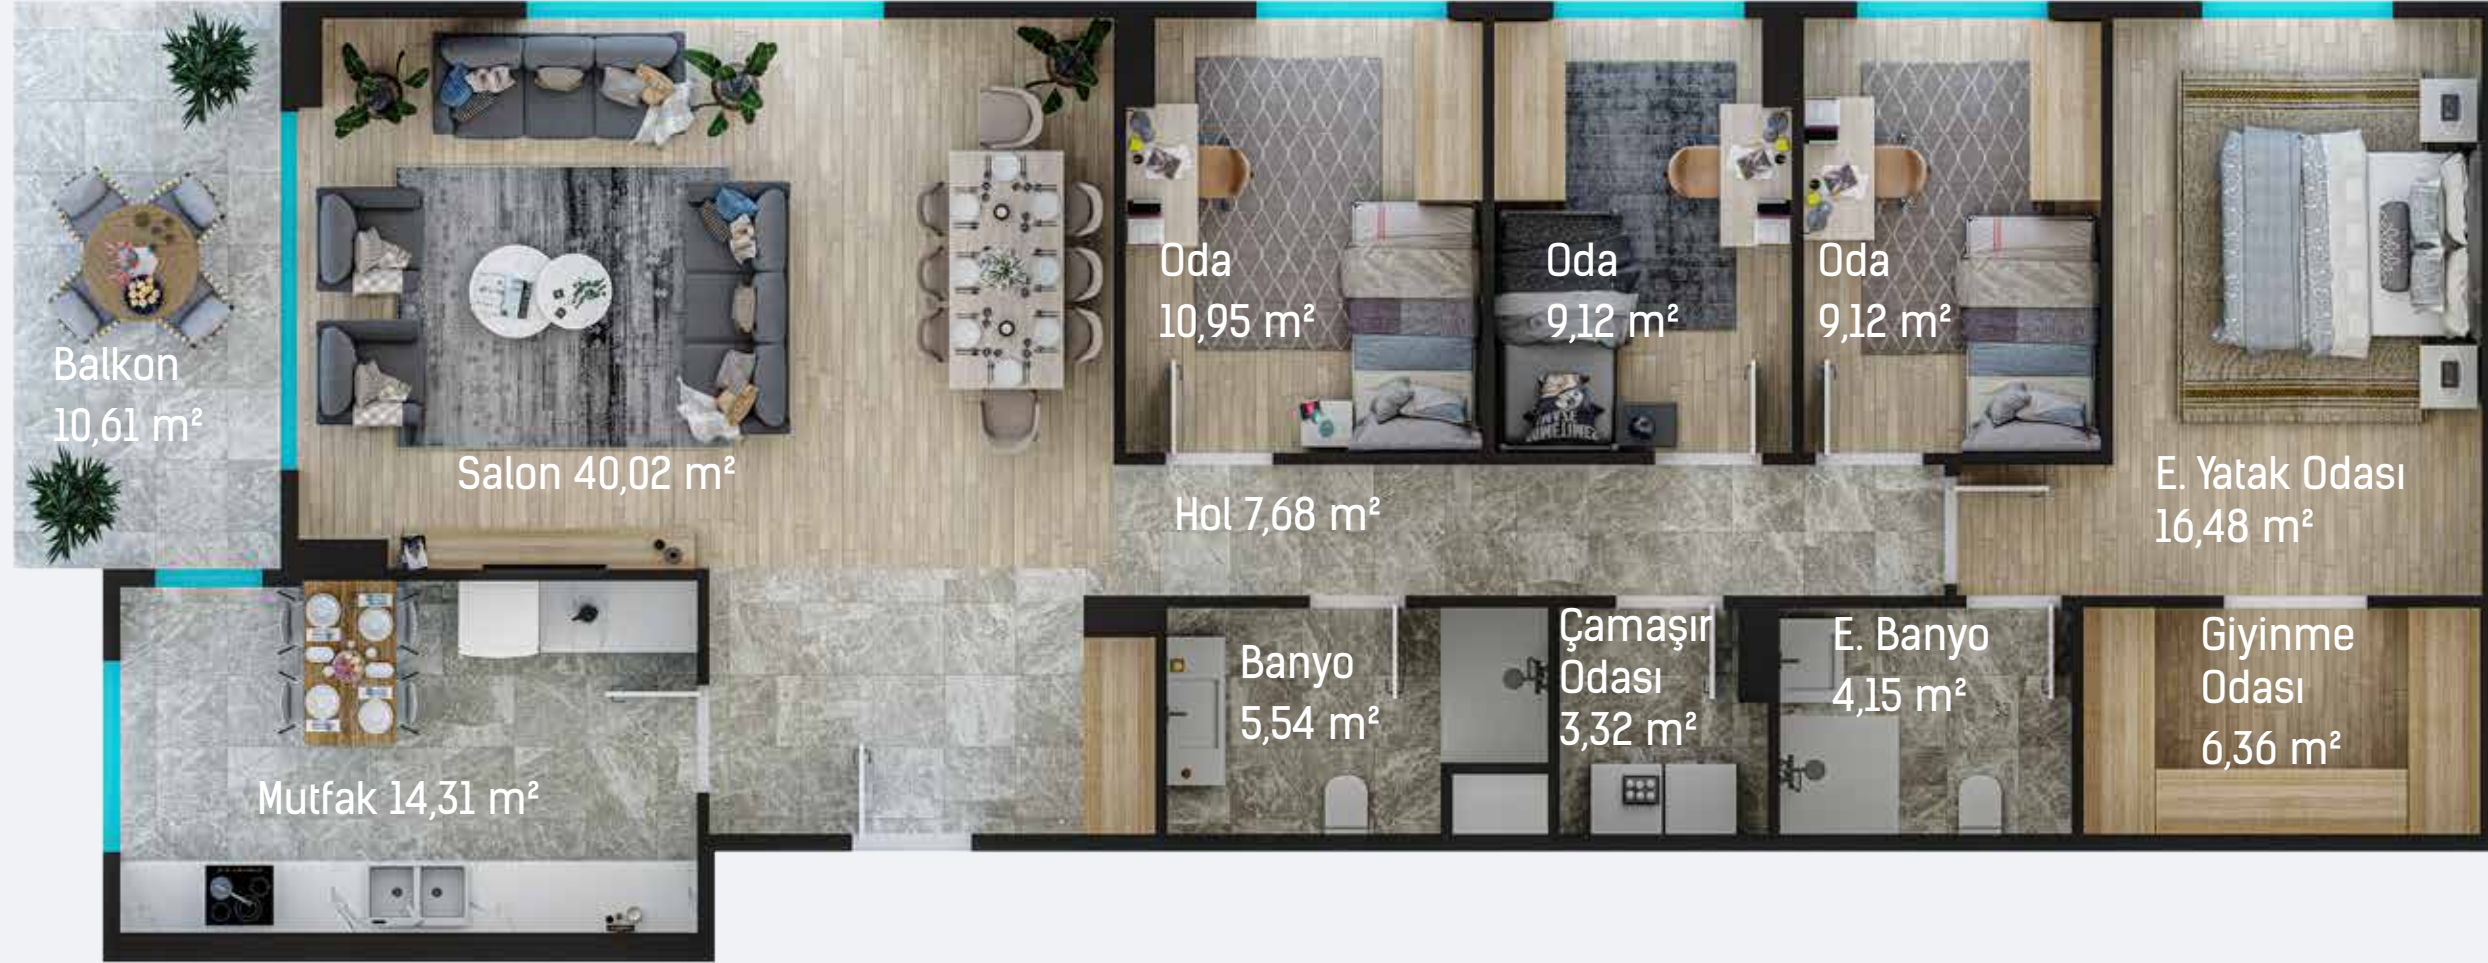 Balkon
10,61 m²
Salon 40,02 m²
Mutfak 14,31 m²
Oda
10,95 m²
Oda
9,12 m²
Oda
9,12 m²
Hol 7,68 m²
E. Yatak Odası
16,48 m²
Banyo
5,54 m²
Çamaşır
Odası
3,32 m²
E. Banyo
4,15 m²
Giyinme
Odası
6,36 m²